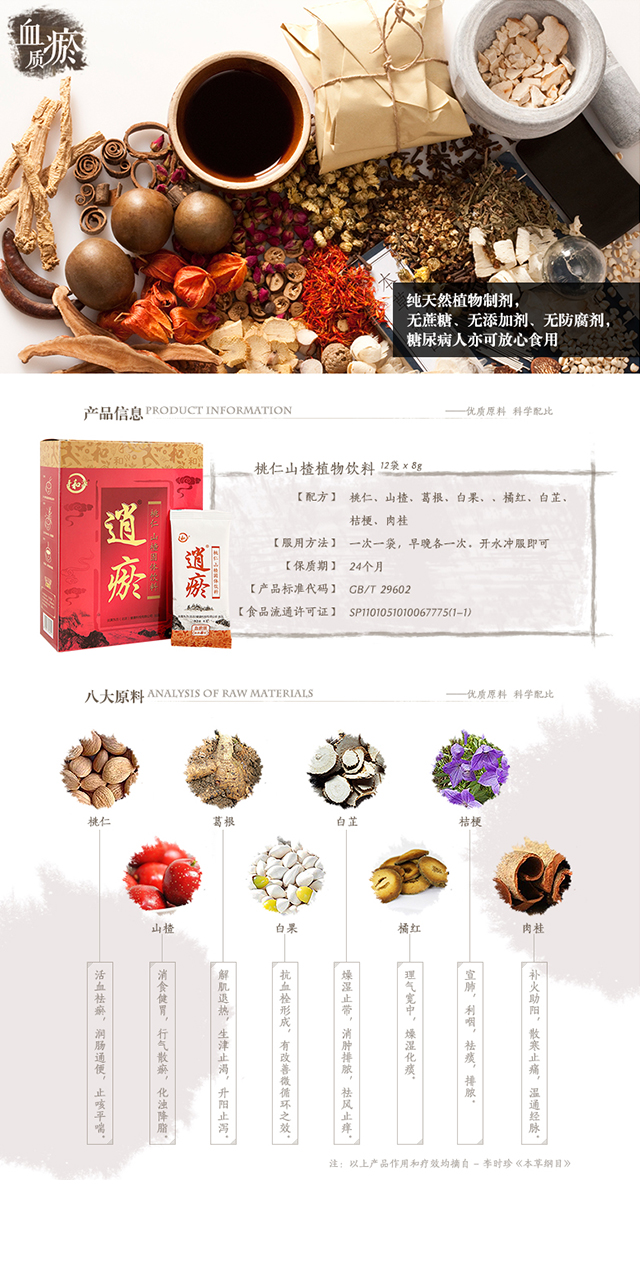 血瘀质
纯天然植物制剂，
无蔗糖、无添加剂、无防腐剂，
糖尿病人亦可放心食用
产品信息 PRODUCT INFORMATION
——优质原料 科学配比
桃仁山楂植物饮料 12袋 x 8g
【配方】 桃仁、山楂、葛根、白果、、橘红、白芷、
桔梗、肉桂
【服用方法】 一次一袋，早晚各一次。开水冲服即可
【保质期】 24个月
【产品标准代码】 GB/T 29602
【食品流通许可证】 SP1101051010067775(1-1)
逍瘀
桃仁 山楂固体饮料
逍瘀
桃仁 山楂固体饮料
八大原料 ANALYSIS OF RAW MATERIALS
——优质原料 科学配比
桃仁
葛根
白芷
桔梗
山楂
白果
橘红
肉桂
活血祛瘀，润肠通便，止咳平喘。
消食健胃，行气散瘀，化浊降脂。
解肌退热，生津止渴，升阳止泻。
抗血栓形成，有改善微循环之效。
燥湿止带，消肿排脓，祛风止痒。
理气宽中，燥湿化痰。
宣肺，利咽，祛痰，排脓。
补火助阳，散寒止痛，温通经脉。
注：以上产品作用和疗效均摘自 - 李时珍《本草纲目》